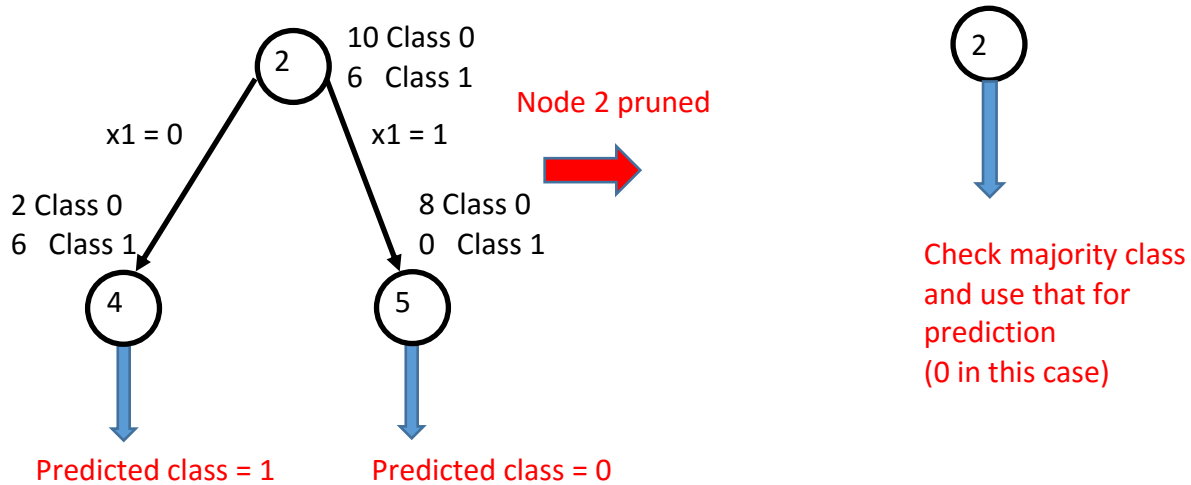 2
10 Class 0
6 Class 1
x1 = 0
x1 = 1
2 Class 0
6 Class 1
8 Class 0
0 Class 1
4
5
Predicted class = 1
Predicted class = 0
Node 2 pruned
2
Check majority class
and use that for
prediction
(0 in this case)